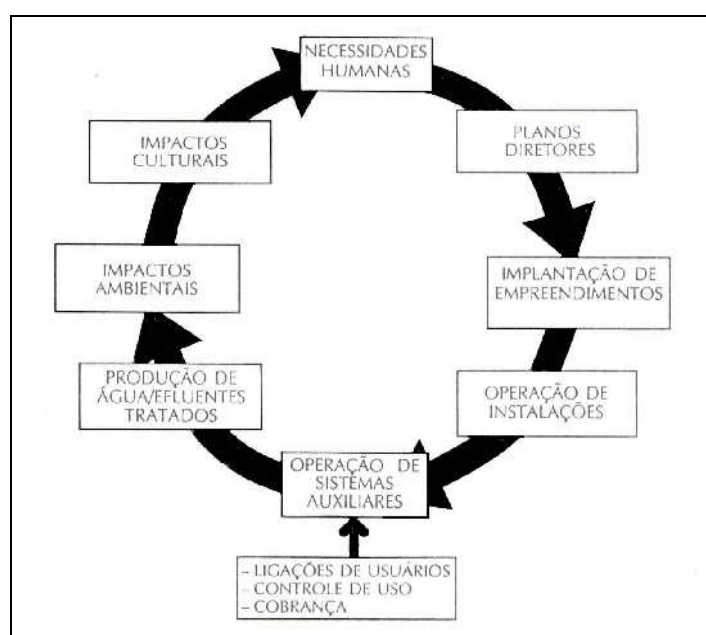 NECESSIDADES
HUMANAS
PLANOS
DIRETORES
IMPLANTAÇÃO DE
EMPREENDIMENTOS
OPERAÇÃO DE
INSTALAÇÕES
OPERAÇÃO DE
SISTEMAS
AUXILIARES
– LIGAÇÕES DE USUÁRIOS
– CONTROLE DE USO
– COBRANÇA
PRODUÇÃO DE
ÁGUA/EFLUENTES
TRATADOS
IMPACTOS
AMBIENTAIS
IMPACTOS
CULTURAIS